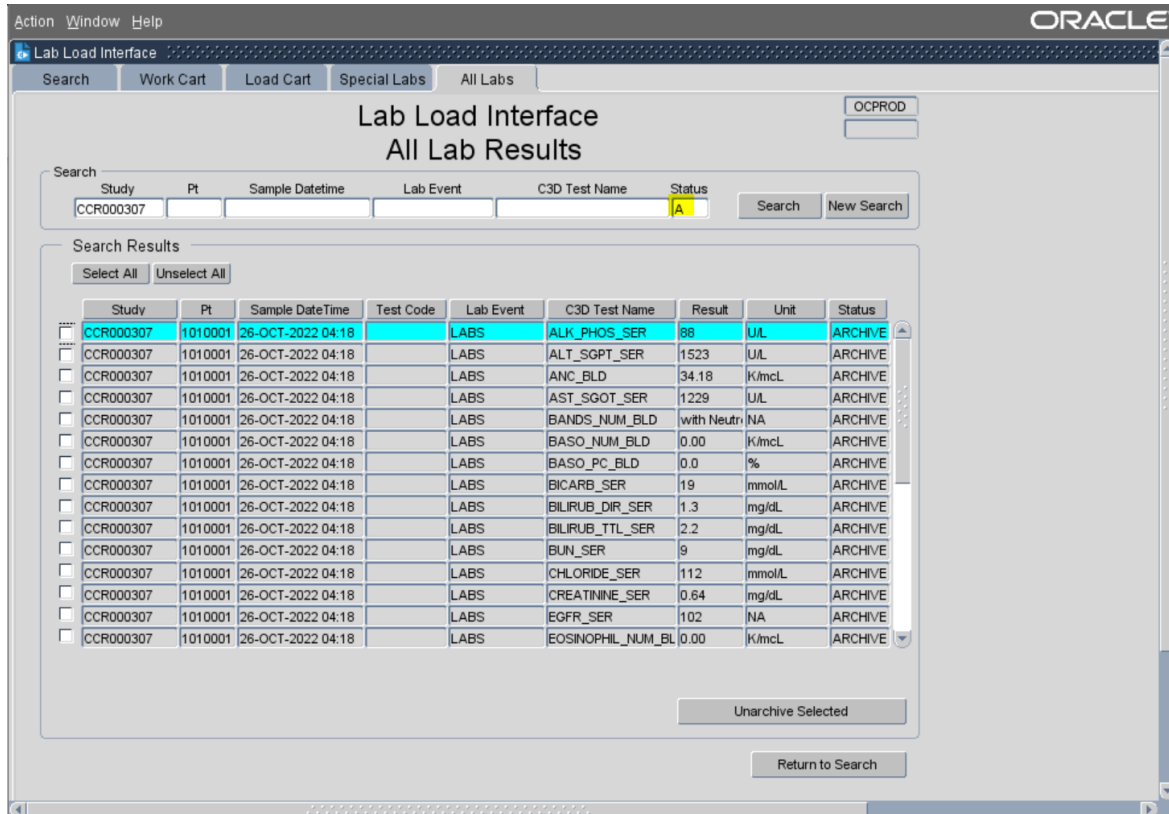 Action Window Help
ORACLE
Lab Load Interface
Search Work Cart Load Cart Special Labs All Labs
Lab Load Interface
OCPROD
All Lab Results
Search
Study Pt Sample Datetime Lab Event C3D Test Name Status
CCR000307 A Search New Search
Search Results
Select All Unselect All
Study Pt Sample DateTime Test Code Lab Event C3D Test Name Result Unit Status
CCR000307 1010001 26-OCT-2022 04:18 LABS ALK_PHOS_SER 88 U/L ARCHIVE
CCR000307 1010001 26-OCT-2022 04:18 LABS ALT_SGPT_SER 1523 U/L ARCHIVE
CCR000307 1010001 26-OCT-2022 04:18 LABS ANC_BLD 34.18 K/mcL ARCHIVE
CCR000307 1010001 26-OCT-2022 04:18 LABS AST_SGOT_SER 1229 U/L ARCHIVE
CCR000307 1010001 26-OCT-2022 04:18 LABS BANDS_NUM_BLD with Neutr NA ARCHIVE
CCR000307 1010001 26-OCT-2022 04:18 LABS BASO_NUM_BLD 0.00 K/mcL ARCHIVE
CCR000307 1010001 26-OCT-2022 04:18 LABS BASO_PC_BLD 0.0 % ARCHIVE
CCR000307 1010001 26-OCT-2022 04:18 LABS BICARB_SER 19 mmol/L ARCHIVE
CCR000307 1010001 26-OCT-2022 04:18 LABS BILIRUB_DIR_SER 1.3 mg/dL ARCHIVE
CCR000307 1010001 26-OCT-2022 04:18 LABS BILIRUB_TTL_SER 2.2 mg/dL ARCHIVE
CCR000307 1010001 26-OCT-2022 04:18 LABS BUN_SER 9 mg/dL ARCHIVE
CCR000307 1010001 26-OCT-2022 04:18 LABS CHLORIDE_SER 112 mmol/L ARCHIVE
CCR000307 1010001 26-OCT-2022 04:18 LABS CREATININE_SER 0.64 mg/dL ARCHIVE
CCR000307 1010001 26-OCT-2022 04:18 LABS EGFR_SER 102 NA ARCHIVE
CCR000307 1010001 26-OCT-2022 04:18 LABS EOSINOPHIL_NUM_BL 0.00 K/mcL ARCHIVE
Unarchive Selected
Return to Search